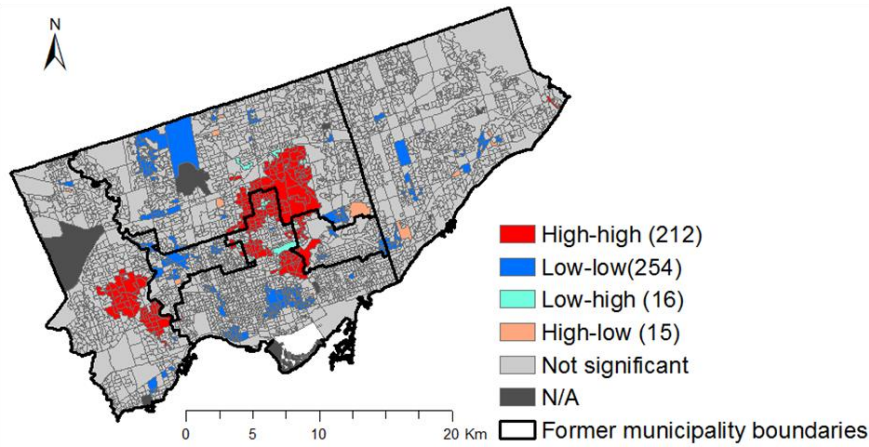 N
High-high (212)
Low-low(254)
Low-high (16)
High-low (15)
Not significant
N/A
Former municipality boundaries
0 5 10 20 Km